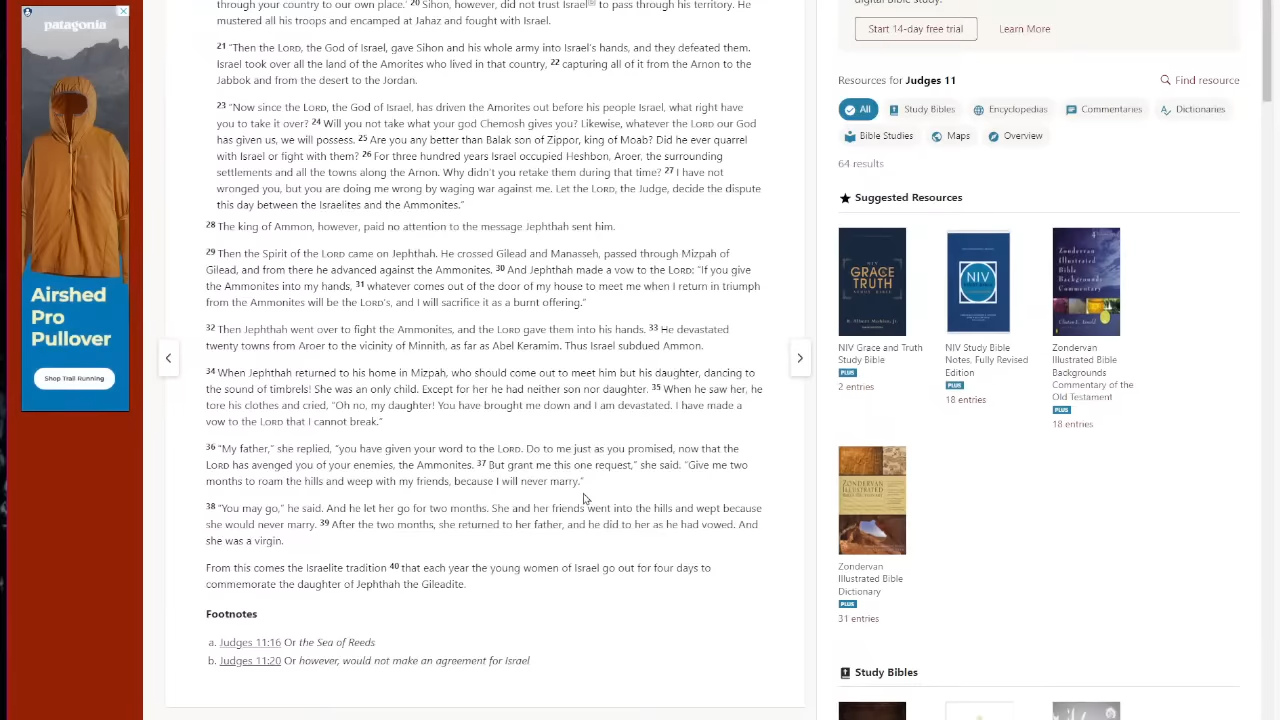 patagonia
Airshed
Pro
Pullover
Shop Trail Running
through your country to our own place.' 20 Sihon, however, did not trust Israel[b] to pass through his territory. He
mustered all his troops and encamped at Jahaz and fought with Israel.
21 "Then the LORD, the God of Israel, gave Sihon and his whole army into Israel's hands, and they defeated them.
Israel took over all the land of the Amorites who lived in that country, 22 capturing all of it from the Arnon to the
Jabbok and from the desert to the Jordan.
23 "Now since the LORD, the God of Israel, has driven the Amorites out before his people Israel, what right have
you to take it over? 24 Will you not take what your god Chemosh gives you? Likewise, whatever the LORD our God
has given us, we will possess. 25 Are you any better than Balak son of Zippor, king of Moab? Did he ever quarrel
with Israel or fight with them? 26 For three hundred years Israel occupied Heshbon, Aroer, the surrounding
settlements and all the towns along the Arnon. Why didn't you retake them during that time? 27 I have not
wronged you, but you are doing me wrong by waging war against me. Let the LORD, the Judge, decide the dispute
this day between the Israelites and the Ammonites."
28 The king of Ammon, however, paid no attention to the message Jephthah sent him.
29 Then the Spirit of the LORD came on Jephthah. He crossed Gilead and Manasseh, passed through Mizpah of
Gilead, and from there he advanced against the Ammonites. 30 And Jephthah made a vow to the LORD: "If you give
the Ammonites into my hands, 31 whatever comes out of the door of my house to meet me when I return in triumph
from the Ammonites will be the LORD's, and I will sacrifice it as a burnt offering."
32 Then Jephthah went over to fight the Ammonites, and the LORD gave them into his hands. 33 He devastated
twenty towns from Aroer to the vicinity of Minnith, as far as Abel Keramim. Thus Israel subdued Ammon.
34 When Jephthah returned to his home in Mizpah, who should come out to meet him but his daughter, dancing to
the sound of timbrels! She was an only child. Except for her he had neither son nor daughter. 35 When he saw her, he
tore his clothes and cried, "Oh no, my daughter! You have brought me down and I am devastated. I have made a
vow to the LORD that I cannot break."
36 "My father," she replied, "you have given your word to the LORD. Do to me just as you promised, now that the
LORD has avenged you of your enemies, the Ammonites. 37 But grant me this one request," she said. "Give me two
months to roam the hills and weep with my friends, because I will never marry."
38 "You may go," he said. And he let her go for two months. She and her friends went into the hills and wept because
she would never marry. 39 After the two months, she returned to her father, and he did to her as he had vowed. And
she was a virgin.
From this comes the Israelite tradition 40 that each year the young women of Israel go out for four days to
commemorate the daughter of Jephthah the Gileadite.
Footnotes
a. Judges 11:16 Or the Sea of Reeds
b. Judges 11:20 Or however, would not make an agreement for Israel
digital Bible study.
Start 14-day free trial Learn More
Resources for Judges 11 Find resource
All Study Bibles Encyclopedias Commentaries Dictionaries
Bible Studies Maps Overview
64 results
Suggested Resources
NIV
GRACE
TRUTH
STUDY BIBLE
NIV
Zondervan
Illustrated
Bible
Backgrounds
Commentary
NIV Grace and Truth
Study Bible
PLUS
2 entries
NIV Study Bible
Notes, Fully Revised
Edition
PLUS
18 entries
Zondervan
Illustrated Bible
Backgrounds
Commentary of the
Old Testament
PLUS
18 entries
ZONDERVAN
ILLUSTRATED
Zondervan
Illustrated Bible
Dictionary
PLUS
31 entries
Study Bibles